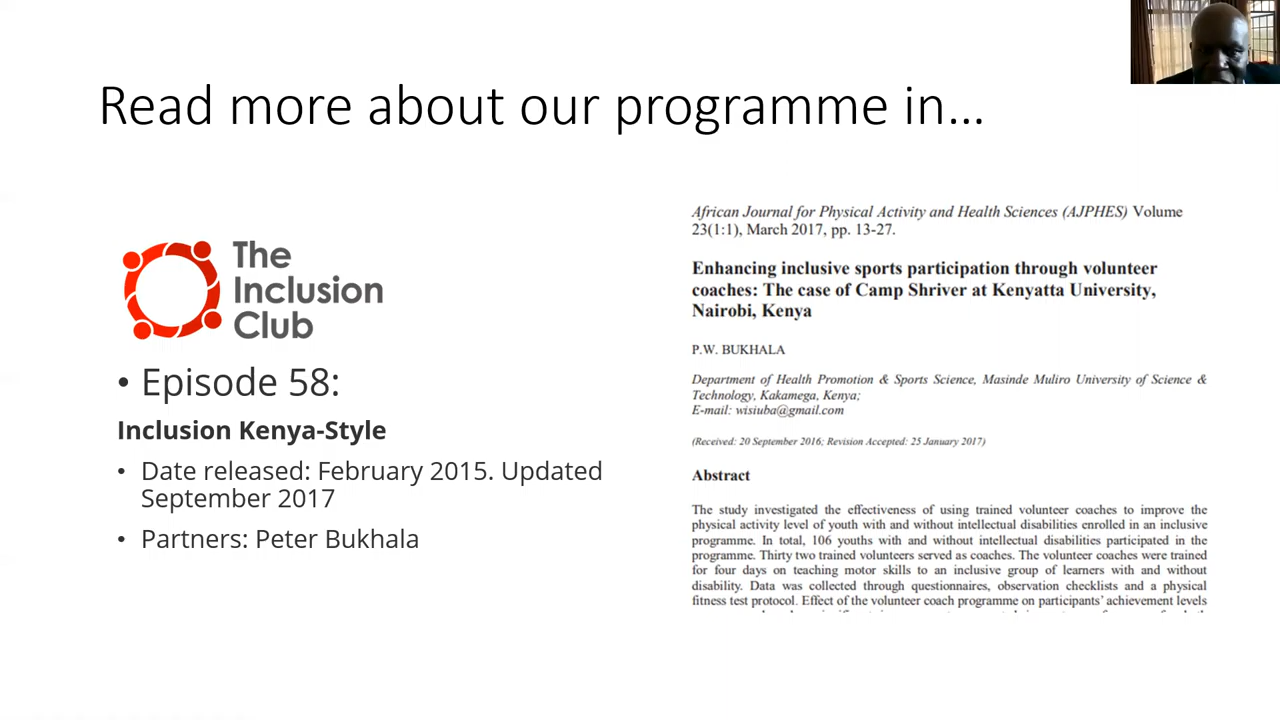 Read more about our programme in...
The
Inclusion
Club
• Episode 58:
Inclusion Kenya-Style
• Date released: February 2015. Updated
September 2017
• Partners: Peter Bukhala
African Journal for Physical Activity and Health Sciences (AJPHES) Volume
23(1:1), March 2017, pp. 13-27.
Enhancing inclusive sports participation through volunteer
coaches: The case of Camp Shriver at Kenyatta University,
Nairobi, Kenya
P.W. BUKHALA
Department of Health Promotion & Sports Science, Masinde Muliro University of Science &
Technology, Kakamega, Kenya;
E-mail: wisiuba@gmail.com
(Received: 20 September 2016; Revision Accepted: 25 January 2017)
Abstract
The study investigated the effectiveness of using trained volunteer coaches to improve the
physical activity level of youth with and without intellectual disabilities enrolled in an inclusive
programme. In total, 106 youths with and without intellectual disabilities participated in the
programme. Thirty two trained volunteers served as coaches. The volunteer coaches were trained
for four days on teaching motor skills to an inclusive group of learners with and without
disability. Data was collected through questionnaires, observation checklists and a physical
fitness test protocol. Effect of the volunteer coach programme on participants' achievement levels